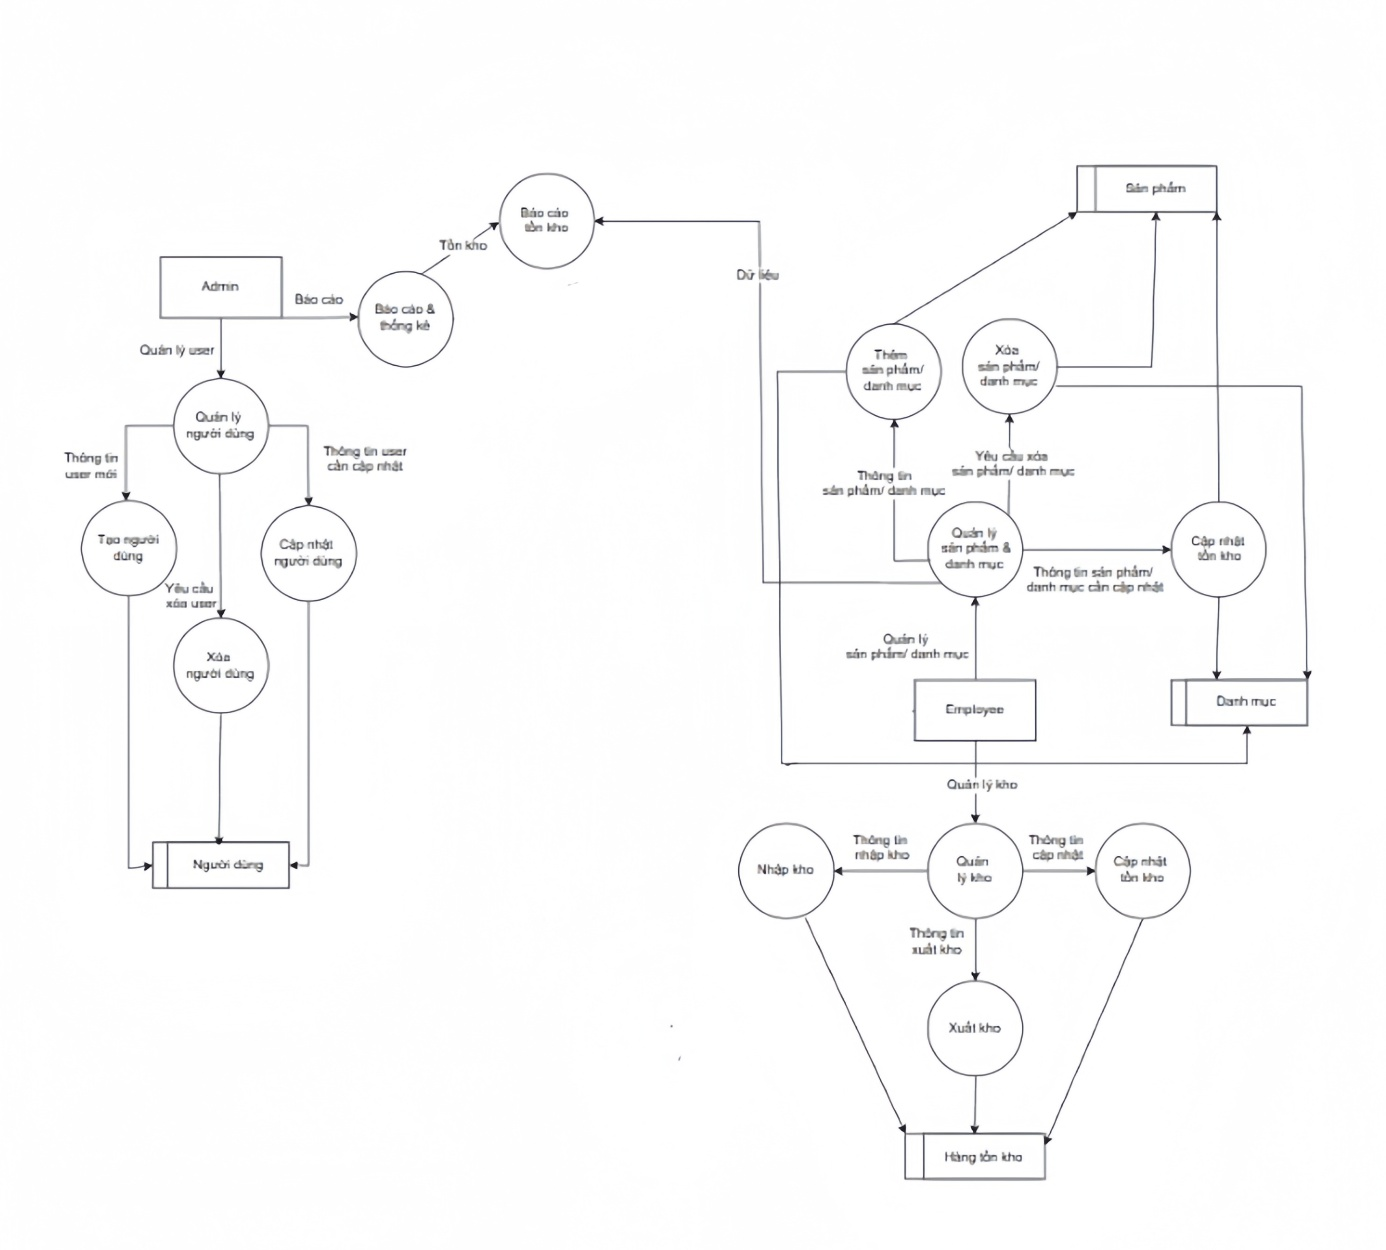 Sản phẩm
Báo cáo
tồn kho
Tồn kho
Dữ liệu
Admin
Báo cáo
Báo cáo &
thống kê
Quản lý user
Thêm
sản phẩm/
danh mục
Xóa
sản phẩm/
danh mục
Quản lý
người dùng
Thông tin
user mới
Thông tin user
cần cập nhật
Thông tin
sản phẩm/ danh mục
Yêu cầu xóa
sản phẩm/ danh mục
Tạo người
dùng
Cập nhật
người dùng
Quản lý
sản phẩm &
danh mục
Cập nhật
tồn kho
Thông tin sản phẩm/
danh mục cần cập nhật
Yêu cầu
xóa user
Xóa
người dùng
Quản lý
sản phẩm/ danh mục
Employee
Danh mục
Quản lý kho
Người dùng
Nhập kho
Thông tin
nhập kho
Quản
lý kho
Thông tin
cập nhật
Cập nhật
tồn kho
Thông tin
xuất kho
Xuất kho
Hàng tồn kho